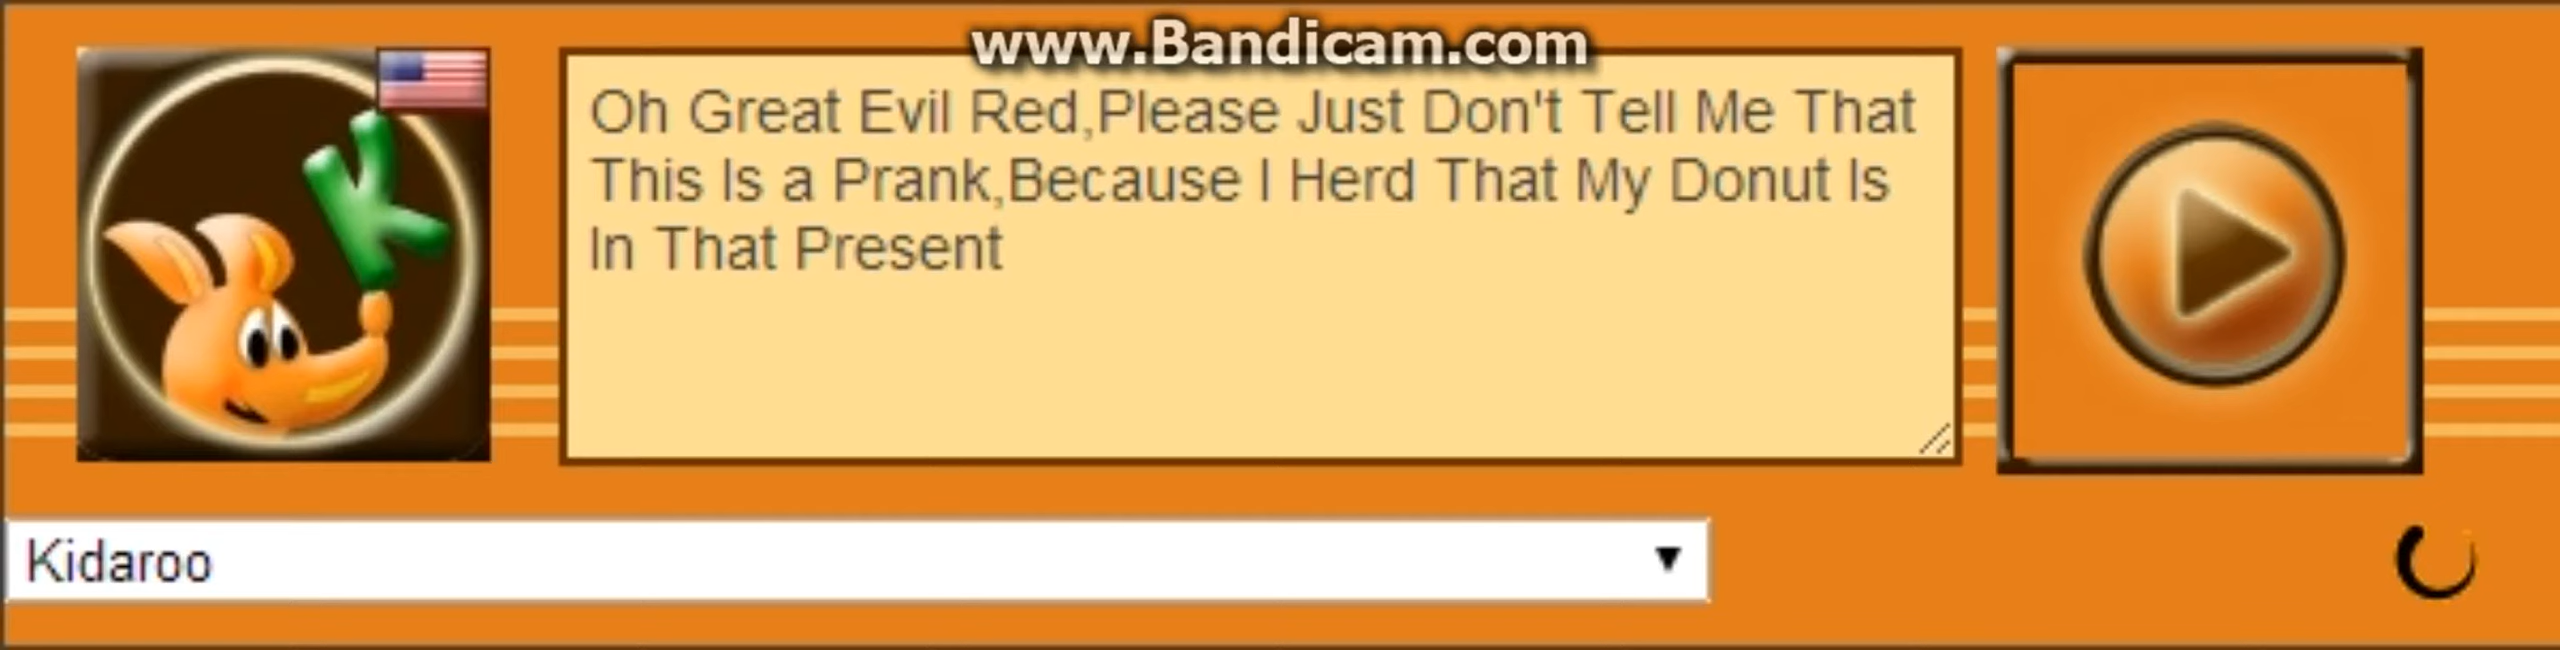 www.Bandicam.com
K
Oh Great Evil Red,Please Just Don't Tell Me That
This Is a Prank,Because I Herd That My Donut Is
In That Present
Kidaroo